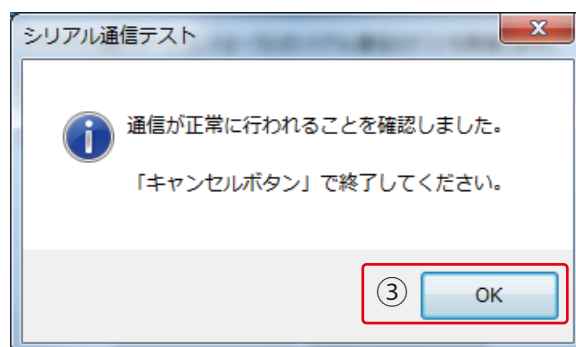 シリアル通信テスト
通信が正常に行われることを確認しました。
「キャンセルボタン」で終了してください。
③ OK